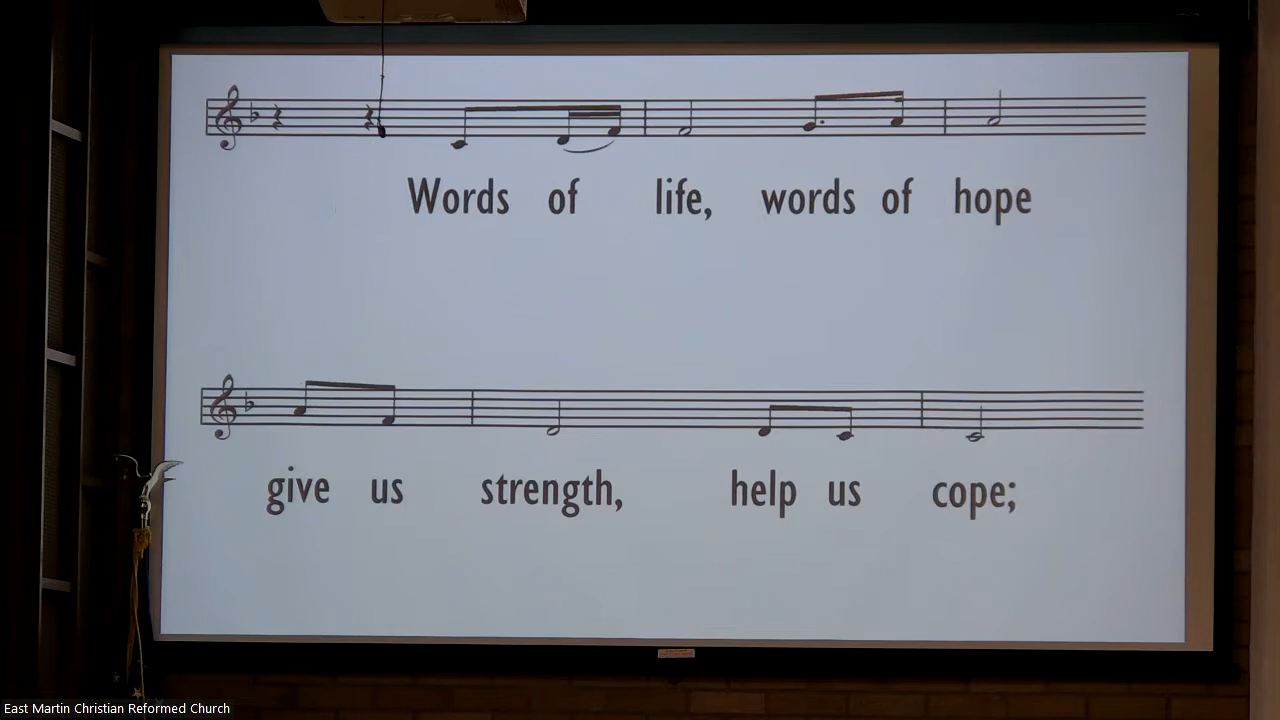 Words of life, words of hope
give us strength, help us cope;
East Martin Christian Reformed Church